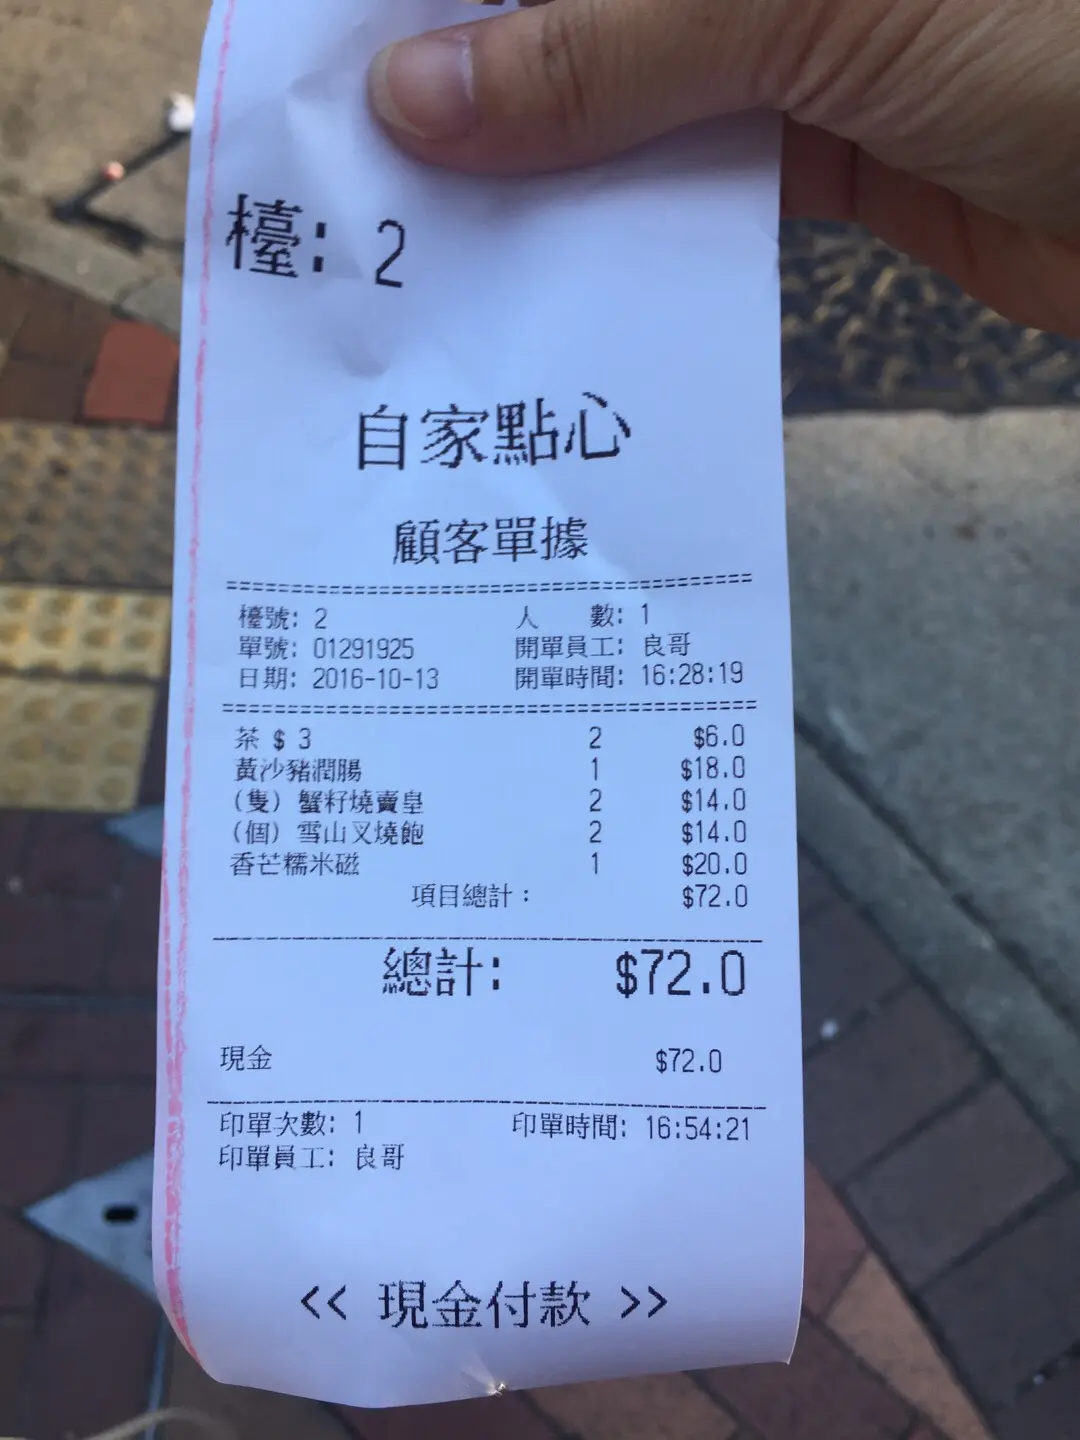 檯: 2
自家點心
顧客單據
檯號: 2 人 數: 1
單號: 01291925 開單員工: 良哥
日期: 2016-10-13 開單時間: 16:28:19
茶 $ 3 2 $6.0
黃沙豬潤腸 1 $18.0
(隻) 蟹籽燒賣皇 2 $14.0
(個) 雪山叉燒飽 2 $14.0
香芒糯米磁 1 $20.0
項目總計: $72.0
總計: $72.0
現金 $72.0
印單次數: 1 印單時間: 16:54:21
印單員工: 良哥
<< 現金付款 >>